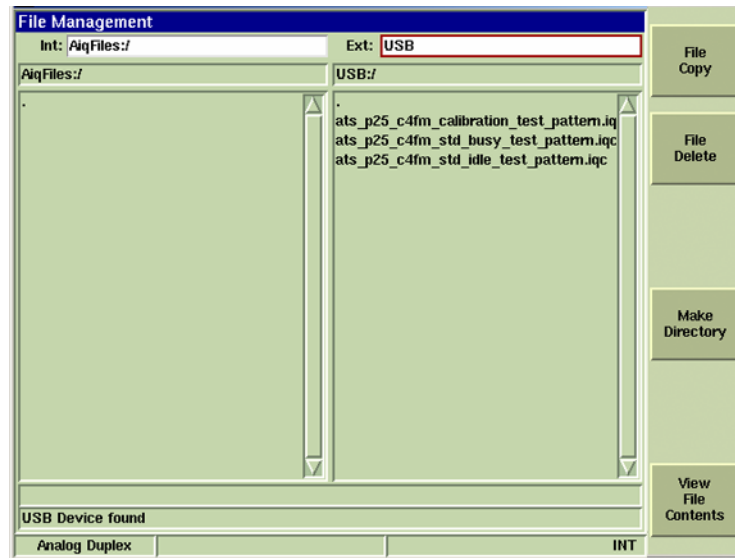 File Management
Int: AiqFiles:/ Ext: USB
AiqFiles:/ USB:/
. .
ats_p25_c4fm_calibration_test_pattern.iq
ats_p25_c4fm_std_busy_test_pattern.iqc
ats_p25_c4fm_std_idle_test_pattern.iqc
USB Device found
Analog Duplex INT
File
Copy
File
Delete
Make
Directory
View
File
Contents